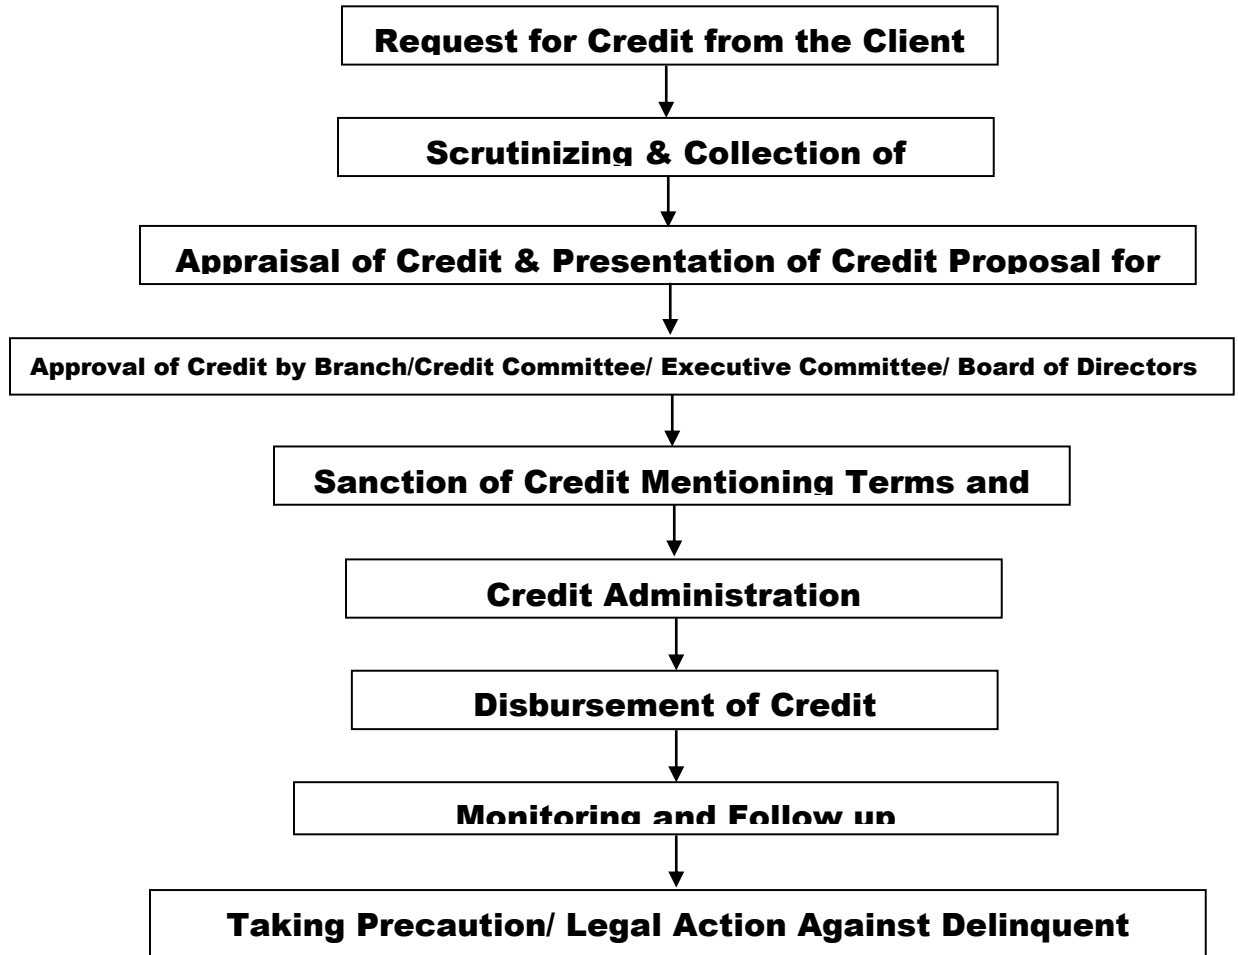 Request for Credit from the Client
Scrutinizing & Collection of
Appraisal of Credit & Presentation of Credit Proposal for
Approval of Credit by Branch/Credit Committee/ Executive Committee/ Board of Directors
Sanction of Credit Mentioning Terms and
Credit Administration
Disbursement of Credit
Monitoring and Follow up
Taking Precaution/ Legal Action Against Delinquent